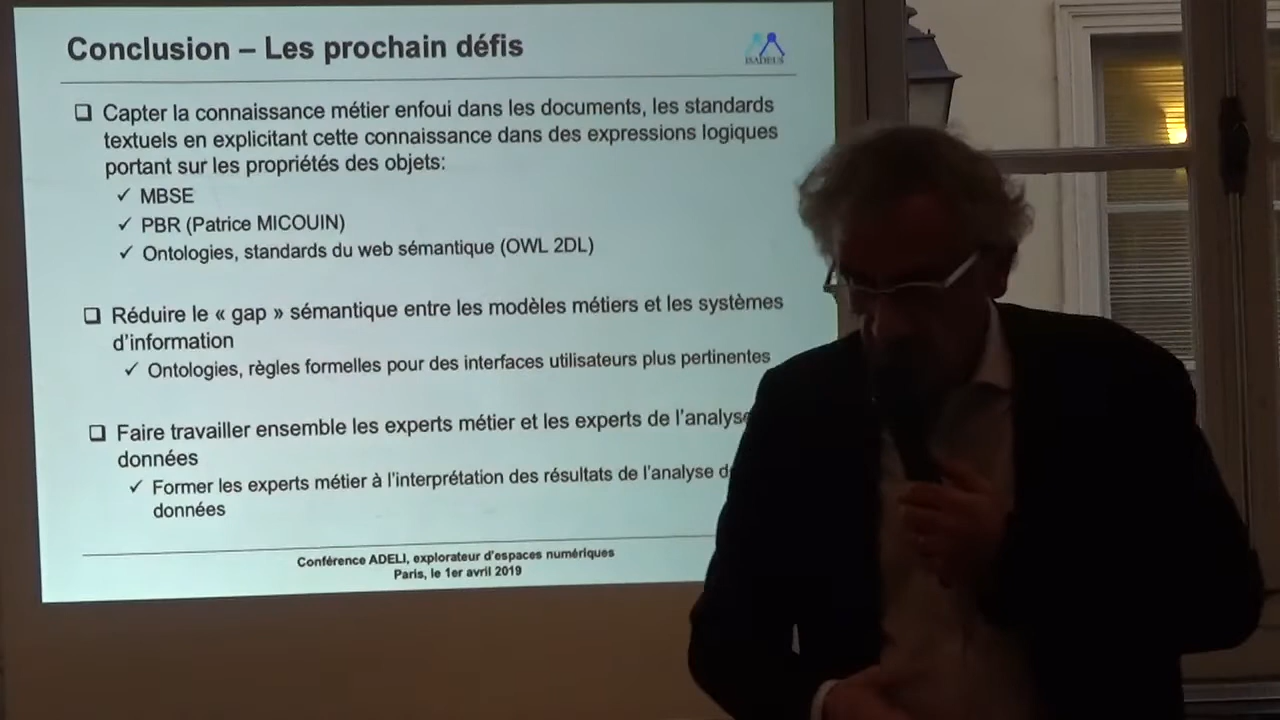 Conclusion – Les prochain défis
ISADEUS
❑ Capter la connaissance métier enfoui dans les documents, les standards
textuels en explicitant cette connaissance dans des expressions logiques
portant sur les propriétés des objets:
✓ MBSE
✓ PBR (Patrice MICOUIN)
✓ Ontologies, standards du web sémantique (OWL 2DL)
❑ Réduire le « gap » sémantique entre les modèles métiers et les systèmes
d'information
✓ Ontologies, règles formelles pour des interfaces utilisateurs plus pertinentes
❑ Faire travailler ensemble les experts métier et les experts de l'analyse
données
✓ Former les experts métier à l'interprétation des résultats de l'analyse
données
Conférence ADELI, explorateur d'espaces numériques
Paris, le 1er avril 2019